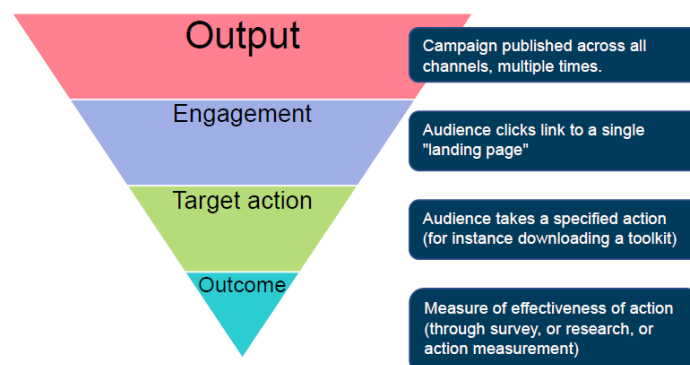 Output
Campaign published across all
channels, multiple times.
Engagement
Audience clicks link to a single
"landing page"
Target action
Audience takes a specified action
(for instance downloading a toolkit)
Outcome
Measure of effectiveness of action
(through survey, or research, or
action measurement)